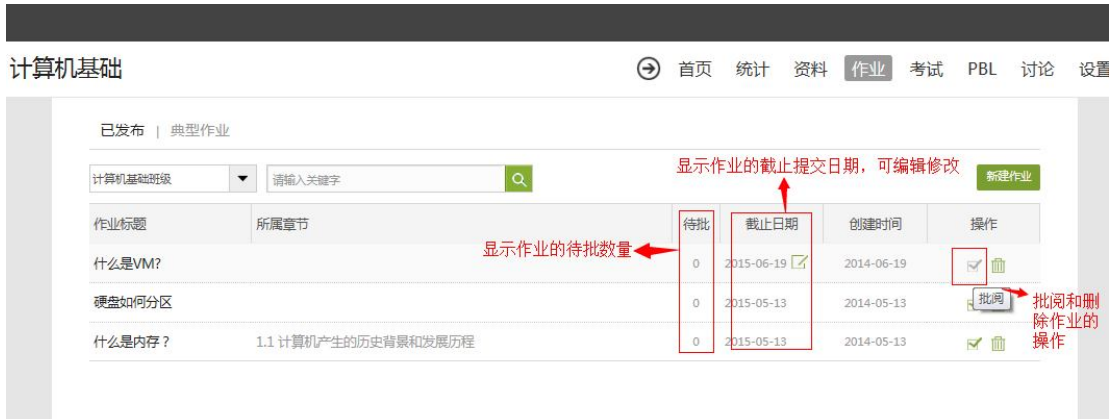 计算机基础 首页 统计 资料 作业 考试 PBL 讨论 设置
已发布 | 典型作业
显示作业的截止提交日期，可编辑修改
计算机基础班级 请输入关键字 新建作业
作业标题 所属章节 待批 截止日期 创建时间 操作
显示作业的待批数量
什么是VM? 0 2015-06-19 2014-06-19
批阅
硬盘如何分区 0 2015-05-13 2014-05-13
批阅和删
除作业的
操作
什么是内存？ 1.1 计算机产生的历史背景和发展历程 0 2015-05-13 2014-05-13